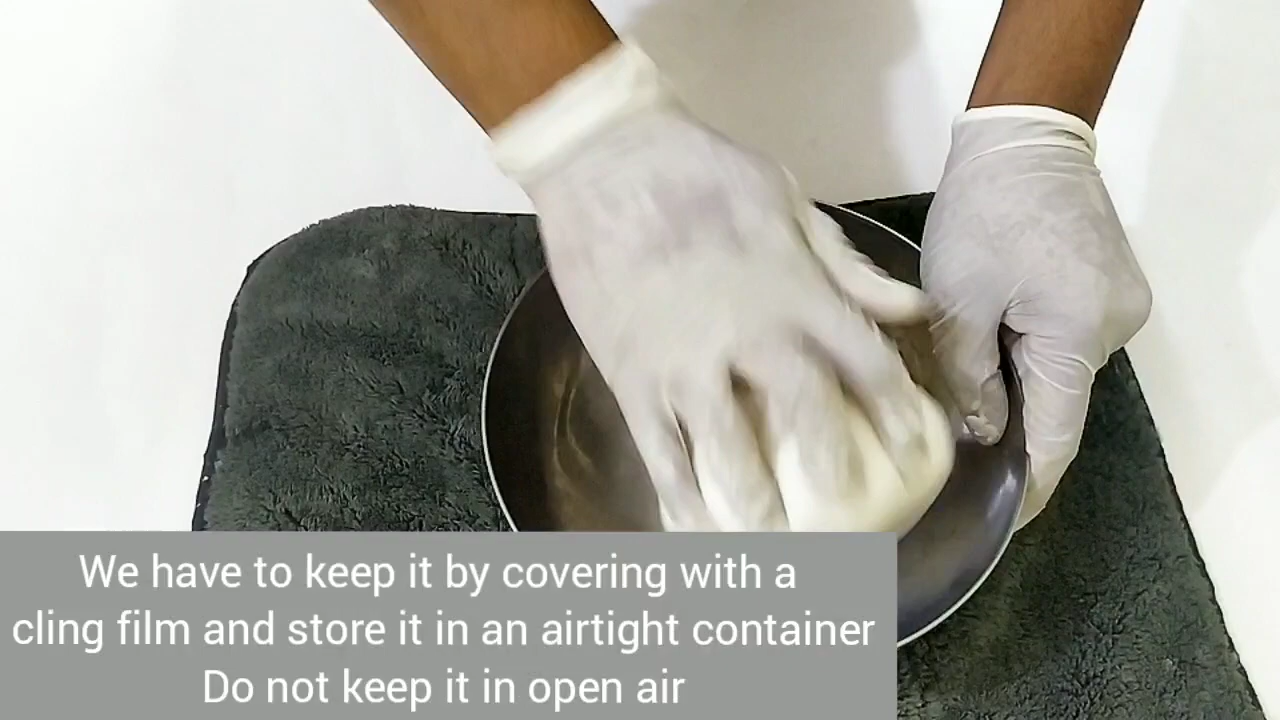 We have to keep it by covering with a
cling film and store it in an airtight container
Do not keep it in open air